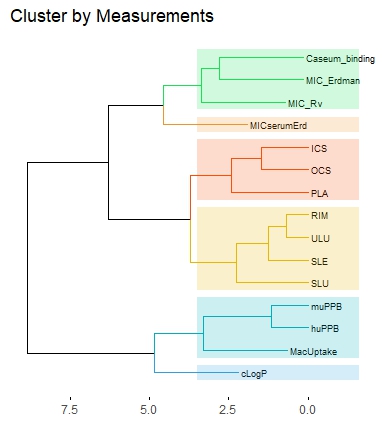 Cluster by Measurements
Caseum_binding
MIC_Erdman
MIC_Rv
MICserumErd
ICS
OCS
PLA
RIM
ULU
SLE
SLU
muPPB
huPPB
MacUptake
cLogP
7.5 5.0 2.5 0.0